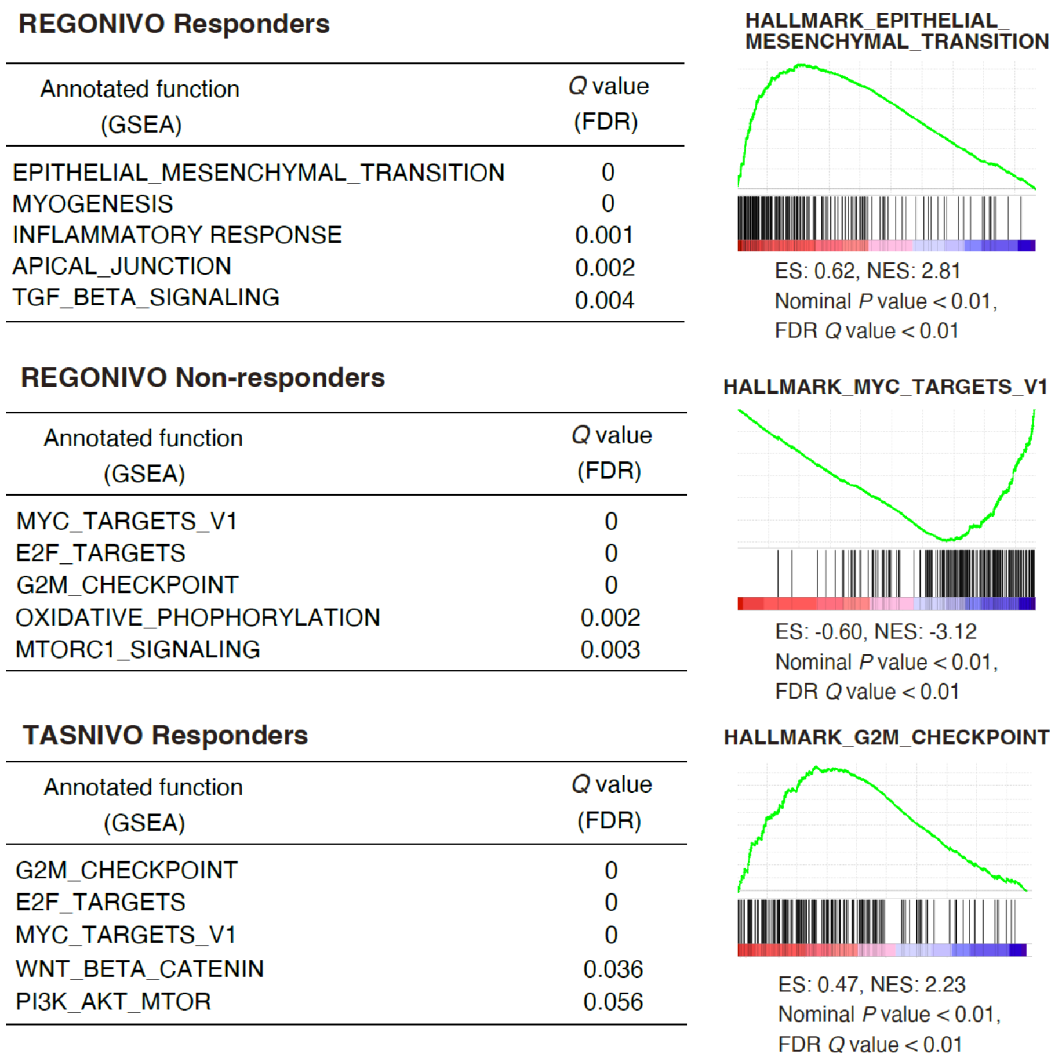 REGONIVO Responders
Annotated function Q value
(GSEA) (FDR)
EPITHELIAL_MESENCHYMAL_TRANSITION 0
MYOGENESIS 0
INFLAMMATORY RESPONSE 0.001
APICAL_JUNCTION 0.002
TGF_BETA_SIGNALING 0.004
HALLMARK_EPITHELIAL_
MESENCHYMAL_TRANSITION
ES: 0.62, NES: 2.81
Nominal P value < 0.01,
FDR Q value < 0.01
REGONIVO Non-responders
Annotated function Q value
(GSEA) (FDR)
MYC_TARGETS_V1 0
E2F_TARGETS 0
G2M_CHECKPOINT 0
OXIDATIVE_PHOPHORYLATION 0.002
MTORC1_SIGNALING 0.003
HALLMARK_MYC_TARGETS_V1
ES: -0.60, NES: -3.12
Nominal P value < 0.01,
FDR Q value < 0.01
TASNIVO Responders
Annotated function Q value
(GSEA) (FDR)
G2M_CHECKPOINT 0
E2F_TARGETS 0
MYC_TARGETS_V1 0
WNT_BETA_CATENIN 0.036
PI3K_AKT_MTOR 0.056
HALLMARK_G2M_CHECKPOINT
ES: 0.47, NES: 2.23
Nominal P value < 0.01,
FDR Q value < 0.01